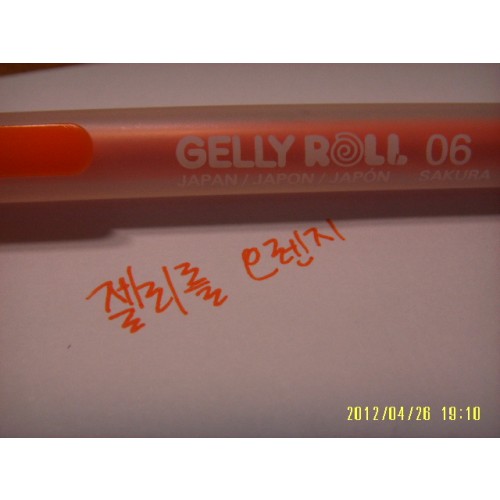 GELLY ROLL 06
JAPAN / JAPON / JAPÓN SAKURA
젤리롤 오렌지
2012/04/26 19:10